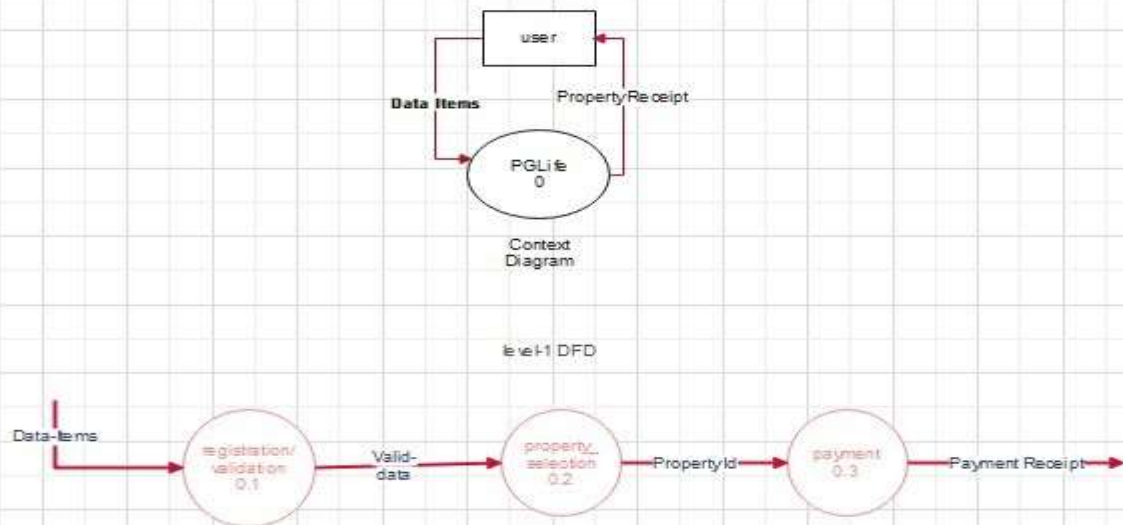 user
Data Items
PropertyReceipt
PGLife
0
Context
Diagram
level-1 DFD
Data-Items
registration/
validation
0.1
Valid-
data
property_
selection
0.2
PropertyId
payment
0.3
Payment Receipt